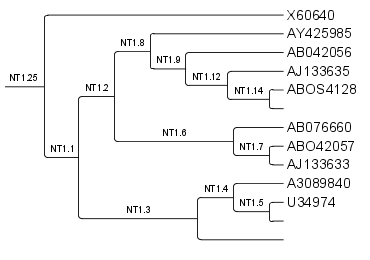 X60640
AY425985
NT1.8
AB042056
NT1.9
AJ133635
NT1.12
NT1.25
NT1.2
NT1.14
ABOS4128
AB076660
NT1.6
NT1.7
ABO42057
NT1.1
AJ133633
NT1.4
A3089840
NT1.5
U34974
NT1.3